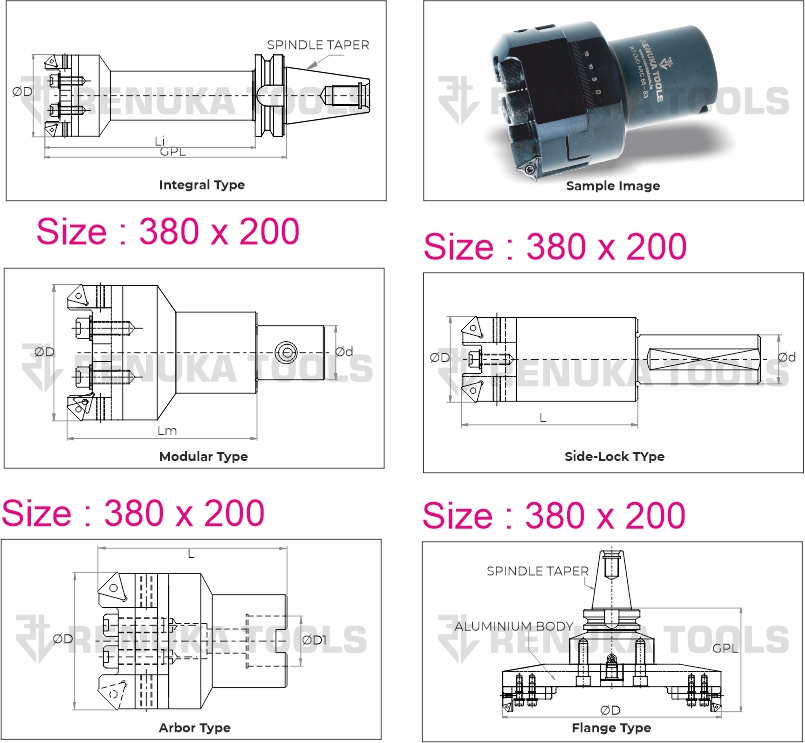 SPINDLE TAPER
ØD
RENUKA TOOLS
Li
GPL
Integral Type
RENUKA TOOLS
RENUKA TOOLS
10 5 0
Sample Image
Size : 380 x 200
Size : 380 x 200
ØD
Ød
RENUKA TOOLS
Lm
Modular Type
ØD
Ød
RENUKA TOOLS
L
Side-Lock TYpe
Size : 380 x 200
Size : 380 x 200
L
ØD
ØD1
RENUKA TOOLS
Arbor Type
SPINDLE TAPER
ALUMINIUM BODY
RENUKA TOOLS
GPL
ØD
Flange Type